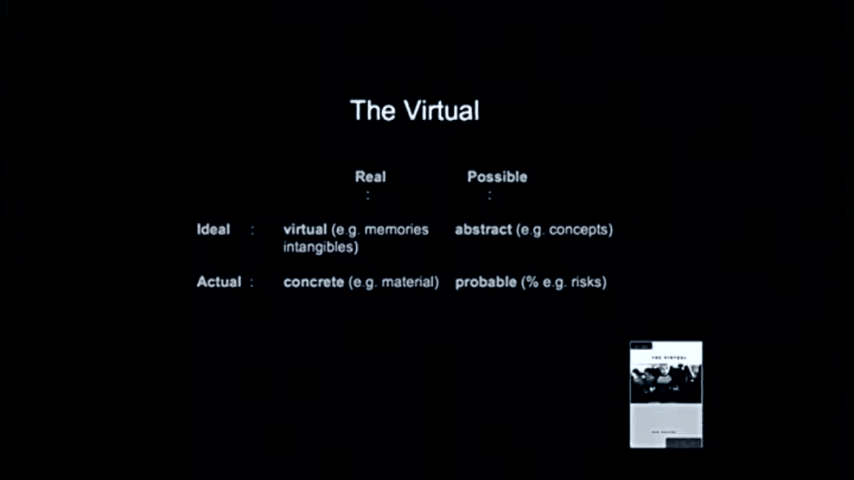 The Virtual
Real Possible
: :
Ideal : virtual (e.g. memories abstract (e.g. concepts)
intangibles)
Actual : concrete (e.g. material) probable (% e.g. risks)
THE VIRTUAL